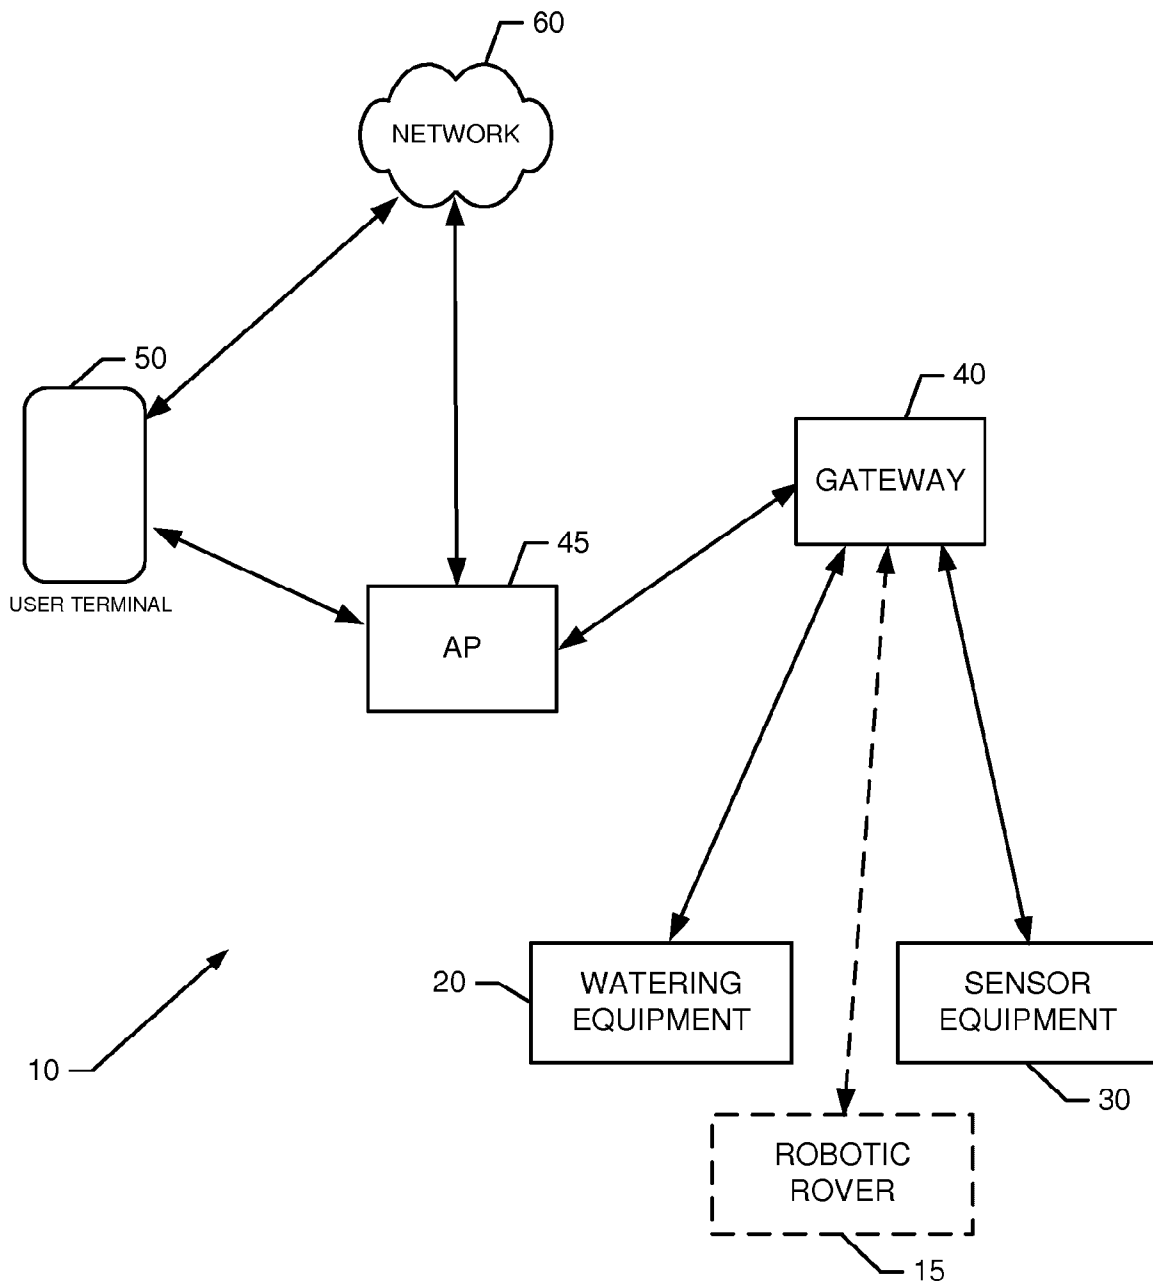 60
NETWORK
50
USER TERMINAL
40
GATEWAY
45
AP
20
WATERING
EQUIPMENT
SENSOR
EQUIPMENT
30
10
ROBOTIC
ROVER
15